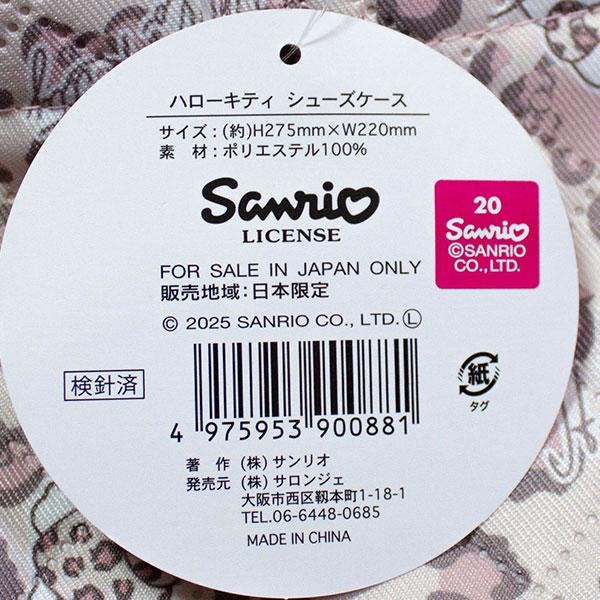 ハローキティ シューズケース
サイズ:(約)H275mm×W220mm
素 材:ポリエステル100%
Sanrio
LICENSE
20
Sanrio
©SANRIO
CO.,LTD.
FOR SALE IN JAPAN ONLY
販売地域:日本限定
© 2025 SANRIO CO., LTD. Ⓛ
検針済
4 975953 900881
紙
タグ
著 作 (株) サンリオ
発売元 (株) サロンジェ
大阪市西区靱本町1-18-1
TEL.06-6448-0685
MADE IN CHINA